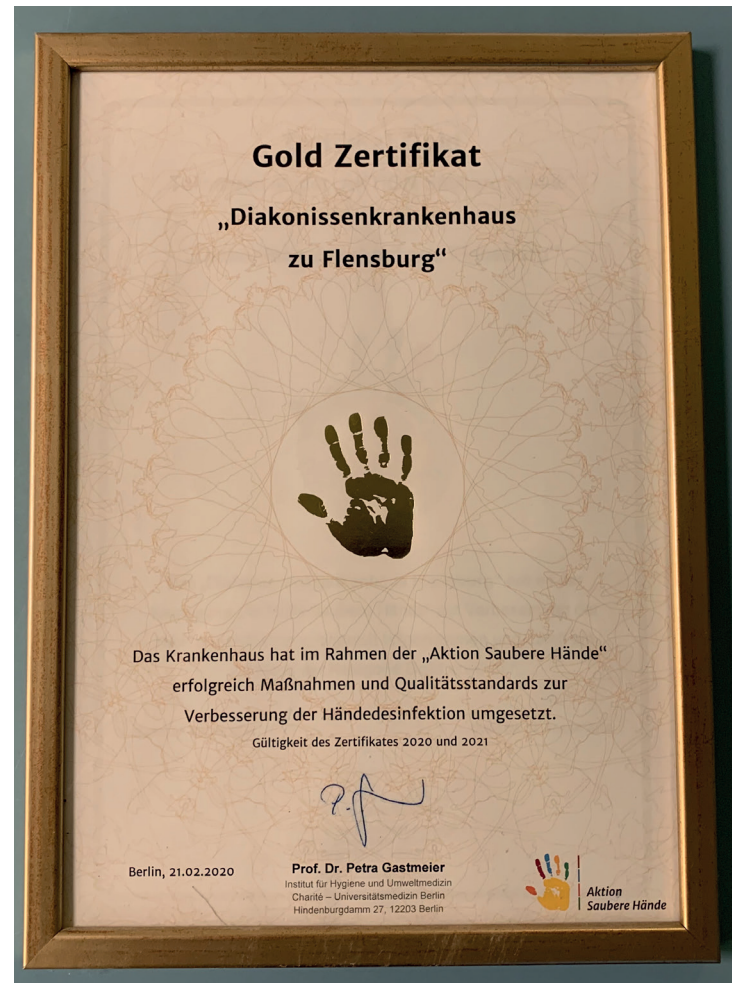 Gold Zertifikat
„Diakonissenkrankenhaus
zu Flensburg“
Das Krankenhaus hat im Rahmen der „Aktion Saubere Hände“
erfolgreich Maßnahmen und Qualitätsstandards zur
Verbesserung der Händedesinfektion umgesetzt.
Gültigkeit des Zertifikates 2020 und 2021
Berlin, 21.02.2020
Prof. Dr. Petra Gastmeier
Institut für Hygiene und Umweltmedizin
Charité – Universitätsmedizin Berlin
Hindenburgdamm 27, 12203 Berlin
Aktion
Saubere Hände